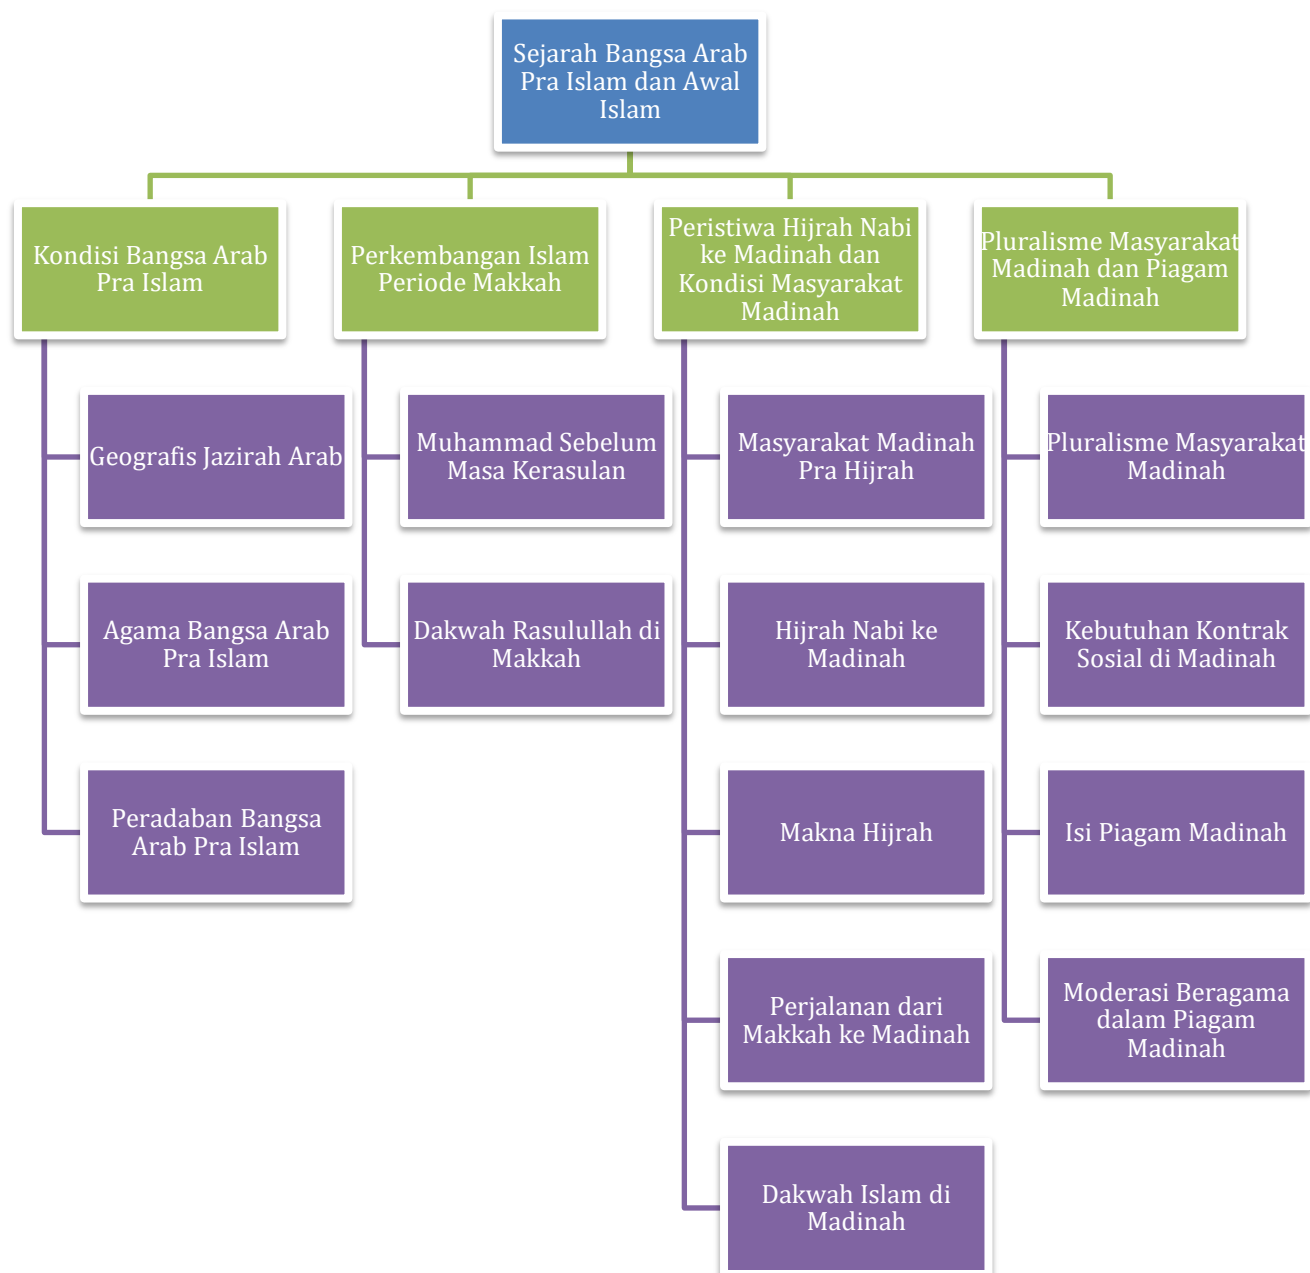 Sejarah Bangsa Arab
Pra Islam dan Awal
Islam
Kondisi Bangsa Arab
Pra Islam
Geografis Jazirah Arab
Agama Bangsa Arab
Pra Islam
Peradaban Bangsa
Arab Pra Islam
Perkembangan Islam
Periode Makkah
Muhammad Sebelum
Masa Kerasulan
Dakwah Rasulullah di
Makkah
Peristiwa Hijrah Nabi
ke Madinah dan
Kondisi Masyarakat
Madinah
Masyarakat Madinah
Pra Hijrah
Hijrah Nabi ke
Madinah
Makna Hijrah
Perjalanan dari
Makkah ke Madinah
Dakwah Islam di
Madinah
Pluralisme Masyarakat
Madinah dan Piagam
Madinah
Pluralisme Masyarakat
Madinah
Kebutuhan Kontrak
Sosial di Madinah
Isi Piagam Madinah
Moderasi Beragama
dalam Piagam
Madinah